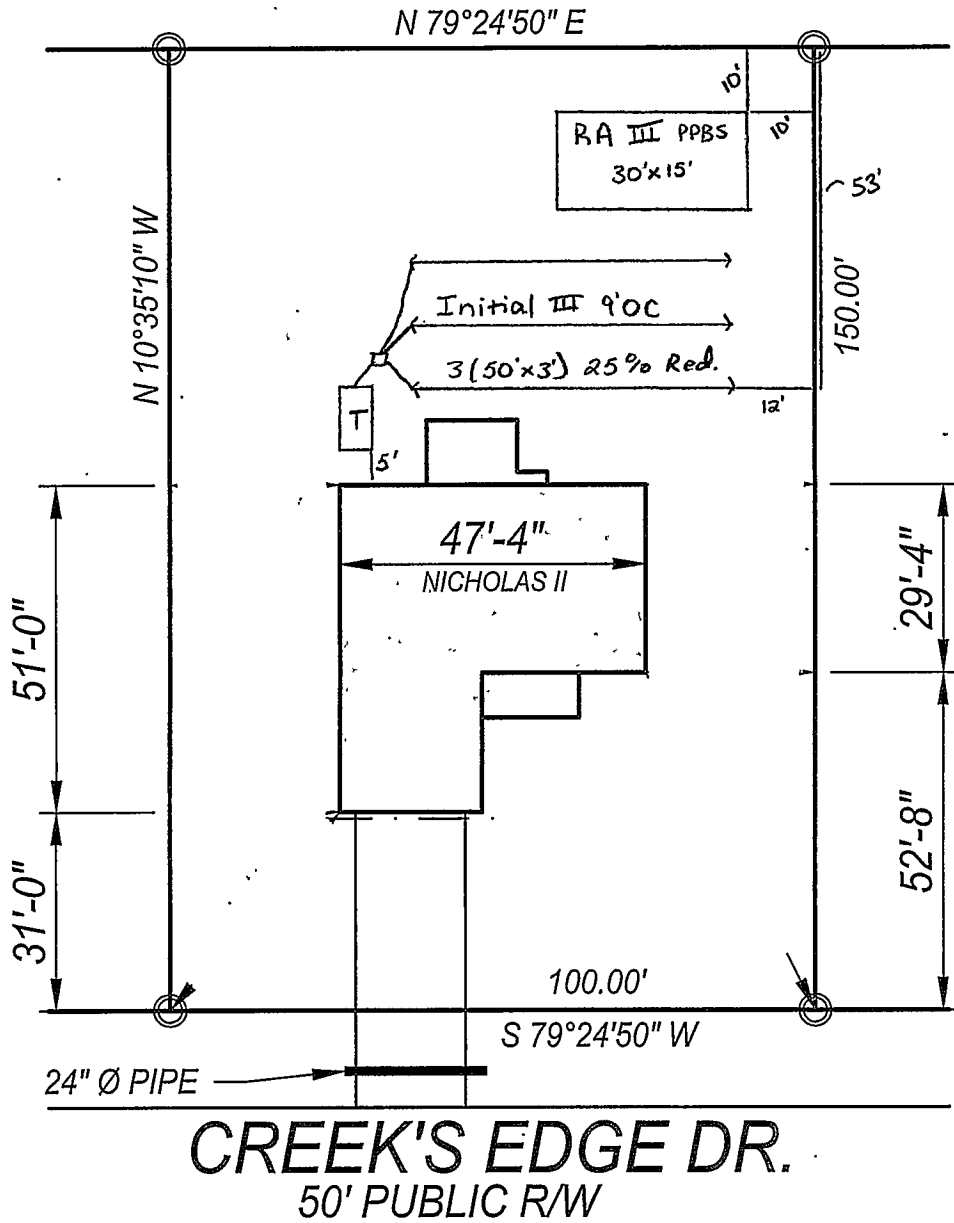 N 79°24'50" E
10'
RA III PPBS
10'
30'x15'
53'
N 10°35'10" W
150.00'
Initial III 9'OC
3(50'x3') 25% Red.
12'
T
5'
47'-4"
NICHOLAS II
29'-4"
51'-0"
52'-8"
31'-0"
100.00'
S 79°24'50" W
24" Ø PIPE
CREEK'S EDGE DR.
50' PUBLIC R/W